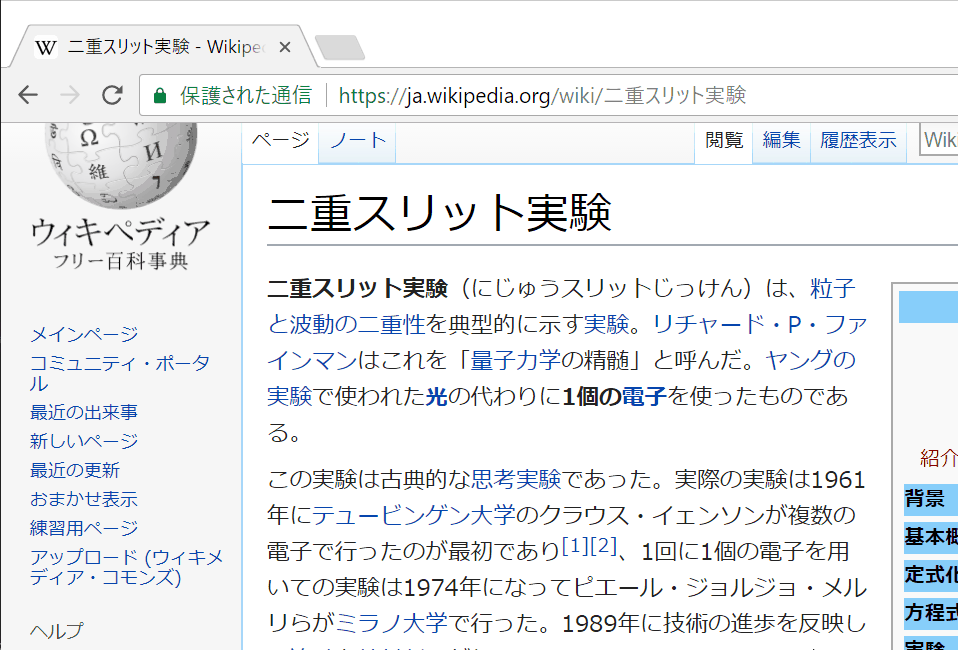 二重スリット実験 - Wikipe
保護された通信
https://ja.wikipedia.org/wiki/二重スリット実験
Ω
И
維
ウィキペディア
フリー百科事典
メインページ
コミュニティ・ポータ
ル
最近の出来事
新しいページ
最近の更新
おまかせ表示
練習用ページ
アップロード (ウィキメ
ディア・コモンズ)
ヘルプ
ページ ノート 閲覧 編集 履歴表示 Wiki
二重スリット実験
二重スリット実験（にじゅうスリットじっけん）は、粒子
と波動の二重性を典型的に示す実験。リチャード・P・ファ
インマンはこれを「量子力学の精髄」と呼んだ。ヤングの
実験で使われた光の代わりに1個の電子を使ったものであ
る。
この実験は古典的な思考実験であった。実際の実験は1961
年にテュービンゲン大学のクラウス・イェンソンが複数の
電子で行ったのが最初であり[1][2]、1回に1個の電子を用
いての実験は1974年になってピエール・ジョルジョ・メル
リらがミラノ大学で行った。1989年に技術の進歩を反映し
紹介
背景
基本概
定式化
方程式
実験